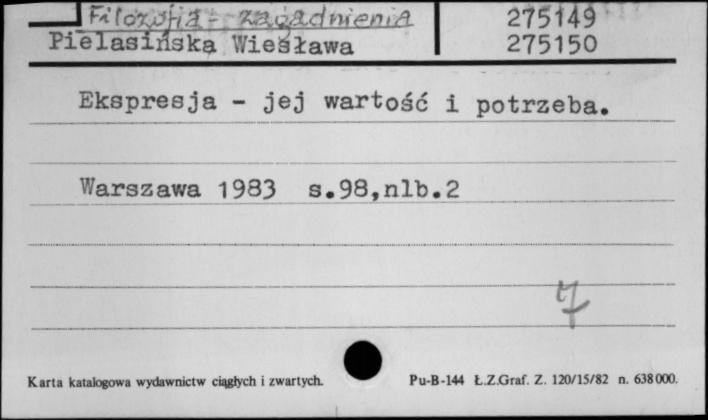 Filozofia - zagadnienia 275149
Pielasińska Wiesława 275150
Ekspresja - jej wartość i potrzeba.
Warszawa 1983 s.98,nlb.2
Karta katalogowa wydawnictw ciągłych i zwartych. Pu-B-144 Ł.Z.Graf. Z. 120/15/82 n. 638000.